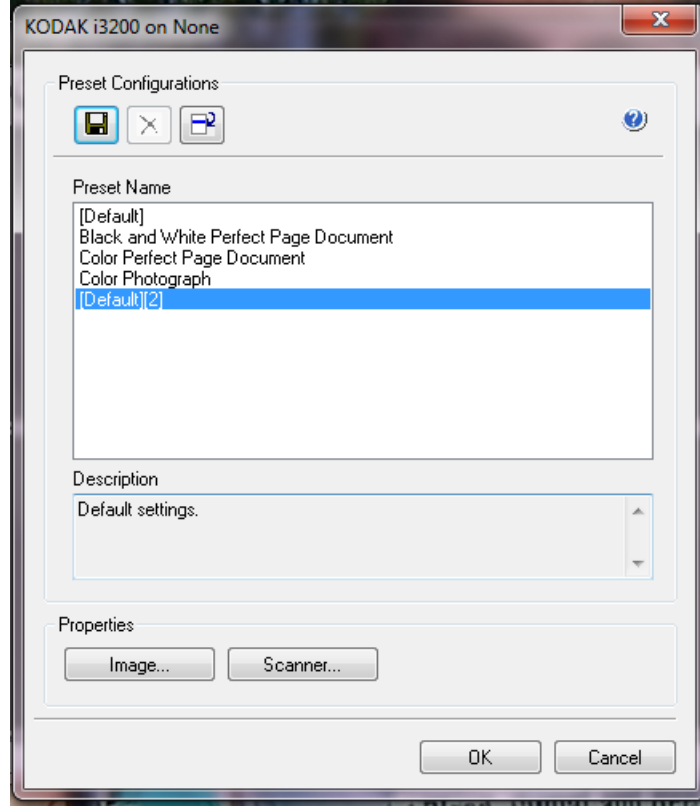 KODAK i3200 on None
Preset Configurations
Preset Name
[Default]
Black and White Perfect Page Document
Color Perfect Page Document
Color Photograph
[Default][2]
Description
Default settings.
Properties
Image...
Scanner...
OK
Cancel